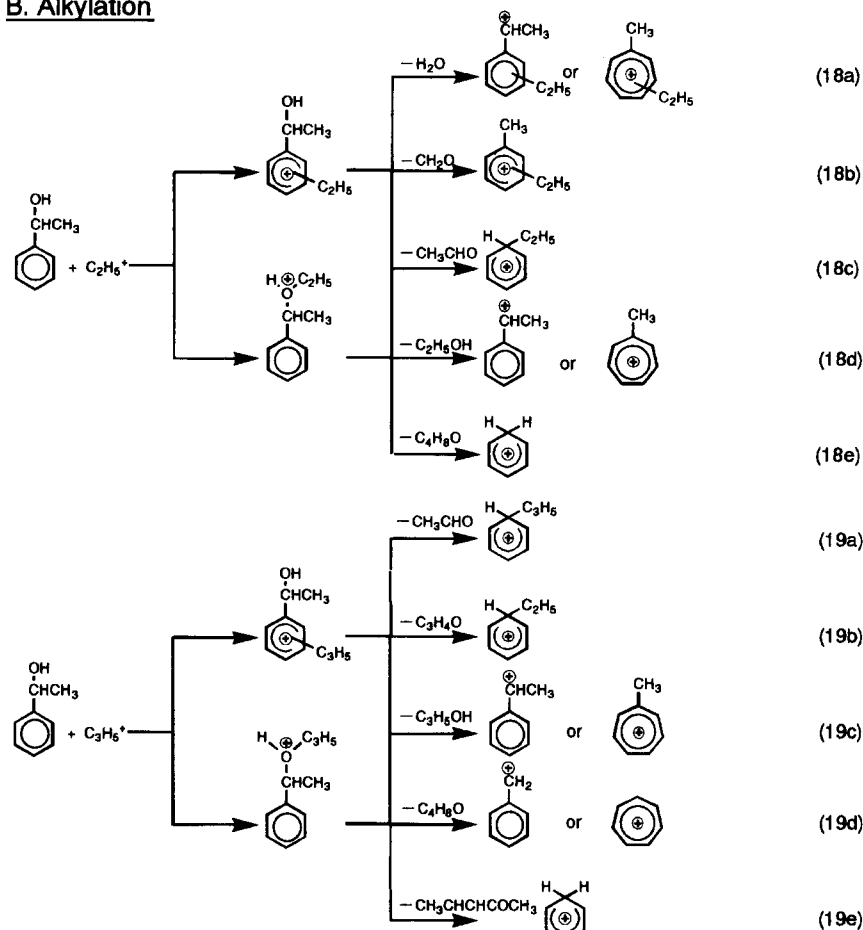 B. Alkylation
⊕
CHCH₃
CH₃
−H₂O
or
⊕
C₂H₅
C₂H₅
(18a)
OH
CHCH₃
⊕
C₂H₅
CH₃
−CH₂O
⊕
C₂H₅
(18b)
OH
CHCH₃
+ C₂H₅⁺
H
C₂H₅
−CH₃CHO
⊕
(18c)
H
⊕
C₂H₅
O
CHCH₃
⊕
CHCH₃
CH₃
−C₂H₅OH
or
⊕
(18d)
H H
−C₄H₈O
⊕
(18e)
H
C₃H₅
−CH₃CHO
⊕
(19a)
OH
CHCH₃
⊕
C₃H₅
H
C₂H₅
−C₃H₄O
⊕
(19b)
OH
CHCH₃
+ C₃H₅⁺
H
⊕
C₃H₅
O
CHCH₃
⊕
CHCH₃
CH₃
−C₃H₅OH
or
⊕
(19c)
⊕
CH₂
−C₄H₈O
or
⊕
(19d)
H H
−CH₃CHCHCOCH₃
⊕
(19e)